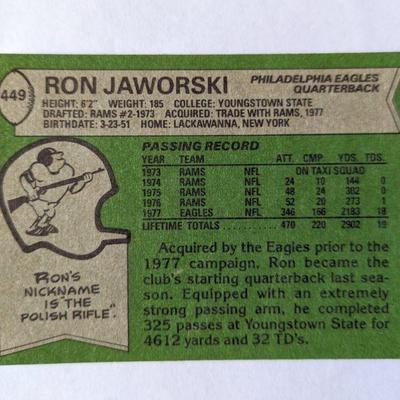 449
RON JAWORSKI
PHILADELPHIA EAGLES
QUARTERBACK
HEIGHT: 6'2" WEIGHT: 185 COLLEGE: YOUNGSTOWN STATE
DRAFTED: RAMS #2-1973 ACQUIRED: TRADE WITH RAMS, 1977
BIRTHDATE: 3-23-51 HOME: LACKAWANNA, NEW YORK
PASSING RECORD
YEAR TEAM ATT. CMP. YDS. TDS.
1973 RAMS NFL ON TAXI SQUAD
1974 RAMS NFL 24 10 144 0
1975 RAMS NFL 48 24 302 0
1976 RAMS NFL 52 20 273 1
1977 EAGLES NFL 346 166 2183 18
LIFETIME TOTALS 470 220 2902 19
RON'S
NICKNAME
IS THE
POLISH RIFLE".
Acquired by the Eagles prior to the
1977 campaign, Ron became the
club's starting quarterback last sea-
son. Equipped with an extremely
strong passing arm, he completed
325 passes at Youngstown State for
4612 yards and 32 TD's.